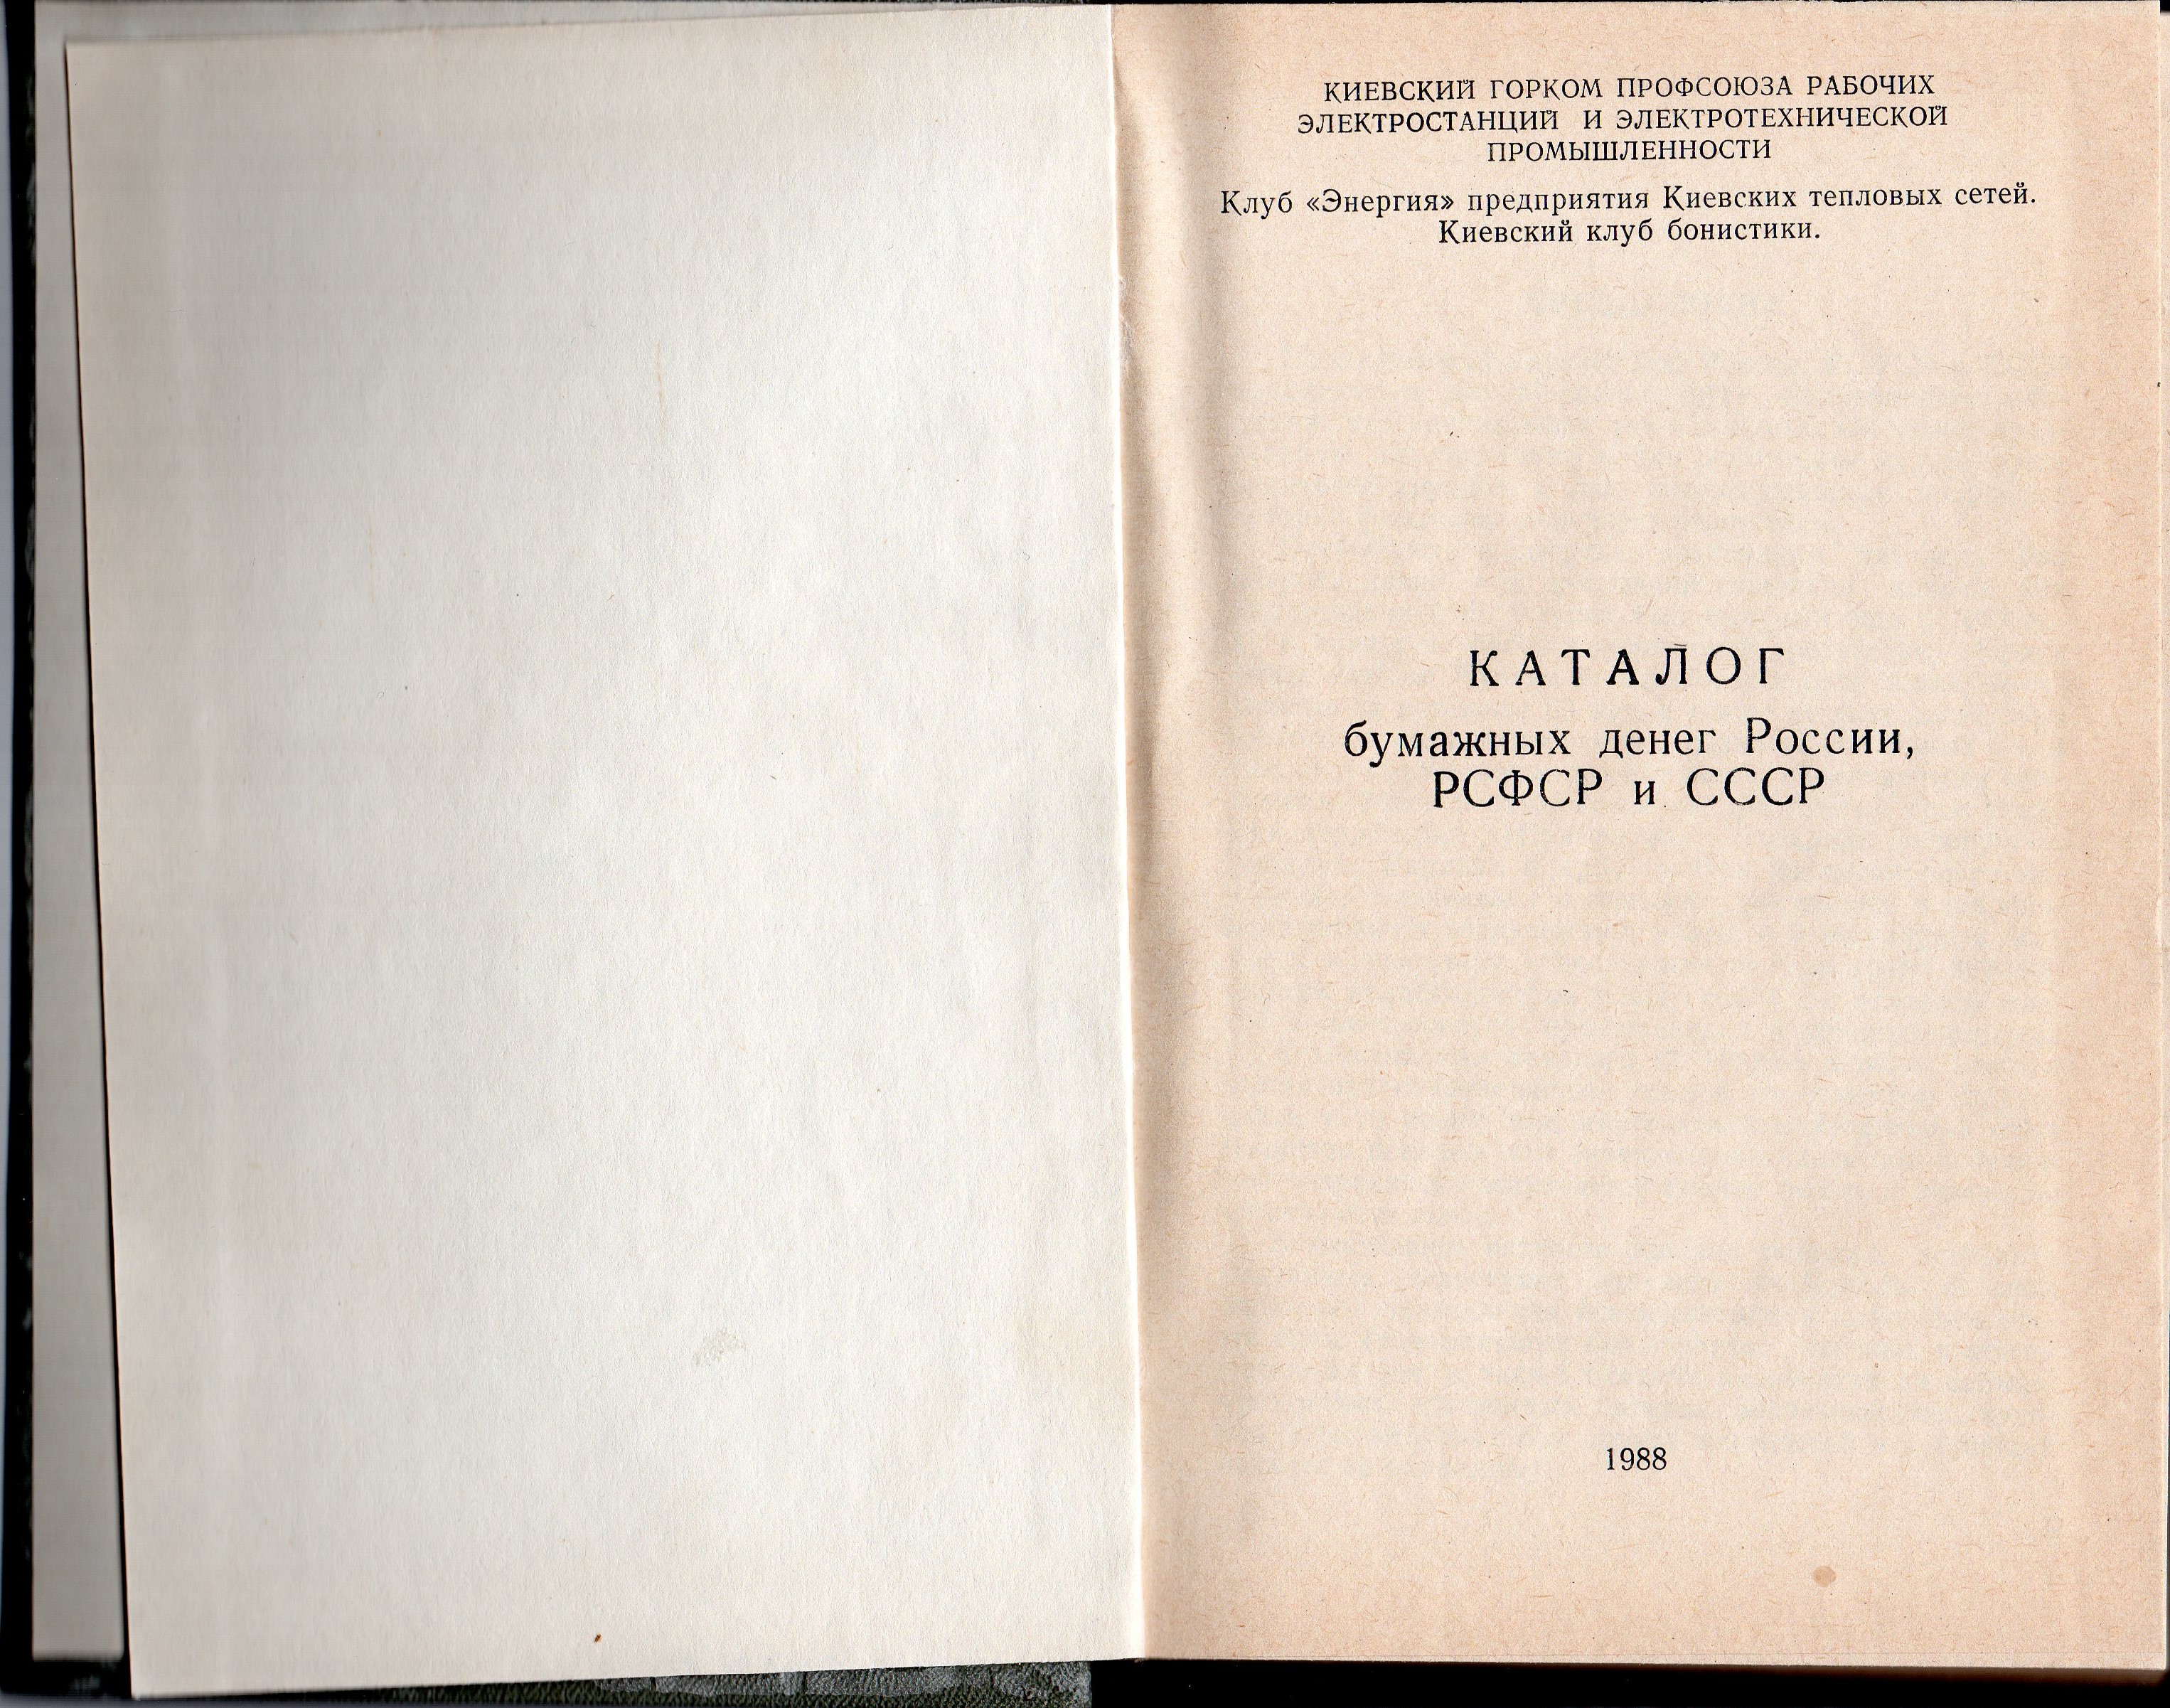 КИЕВСКИЙ ГОРКОМ ПРОФСОЮЗА РАБОЧИХ
ЭЛЕКТРОСТАНЦИЙ И ЭЛЕКТРОТЕХНИЧЕСКОЙ
ПРОМЫШЛЕННОСТИ
Клуб «Энергия» предприятия Киевских тепловых сетей.
Киевский клуб бонистики.
КАТАЛОГ
бумажных денег России,
РСФСР и СССР
1988